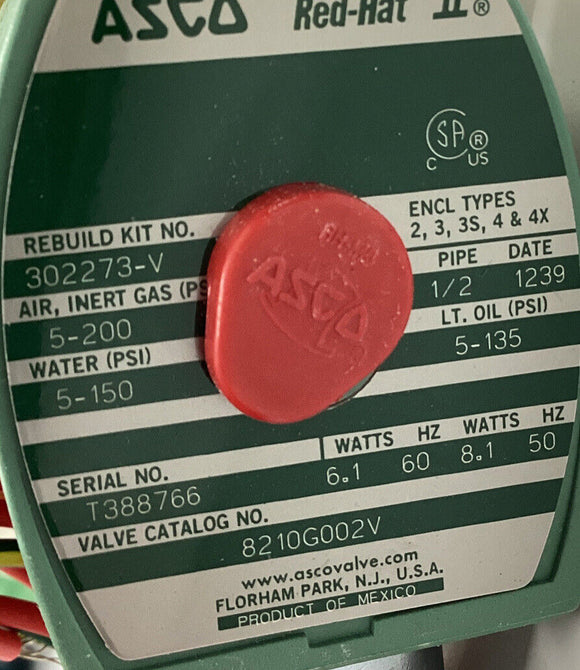 ASCO Red-Hat II®
SA®
C US
ENCL TYPES
2, 3, 3S, 4 & 4X
REBUILD KIT NO.
302273-V
PIPE DATE
1/2 1239
AIR, INERT GAS (PS
5-200
LT. OIL (PSI)
5-135
WATER (PSI)
5-150
ASCO
WATTS HZ WATTS HZ
6.1 60 8.1 50
SERIAL NO.
T388766
VALVE CATALOG NO.
8210G002V
www.ascovalve.com
FLORHAM PARK, N.J., U.S.A.
PRODUCT OF MEXICO